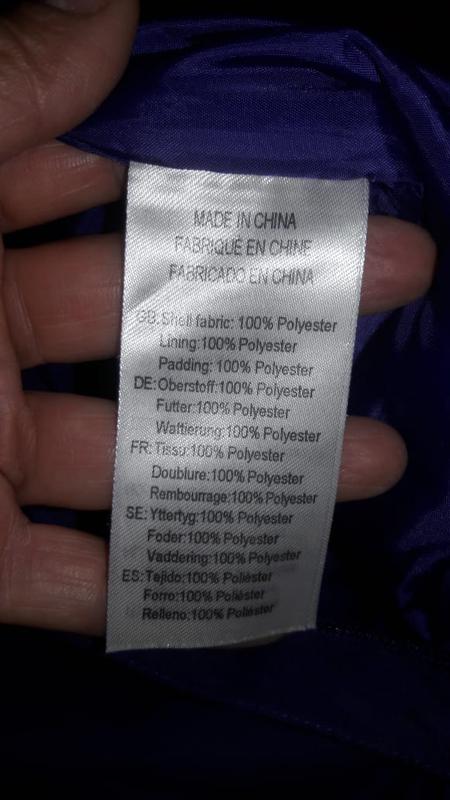 MADE IN CHINA
FABRIQUÉ EN CHINE
FABRICADO EN CHINA
GB: Shell fabric: 100% Polyester
Lining:100% Polyester
Padding: 100% Polyester
DE:Oberstoff:100% Polyester
Futter:100% Polyester
Wattierung:100% Polyester
FR: Tissu:100% Polyester
Doublure:100% Polyester
Rembourrage:100% Polyester
SE: Yttertyg:100% Polyester
Foder:100% Polyester
Vaddering:100% Polyester
ES:Tejido:100% Poliéster
Forro:100% Poliéster
Relleno:100% Poliéster